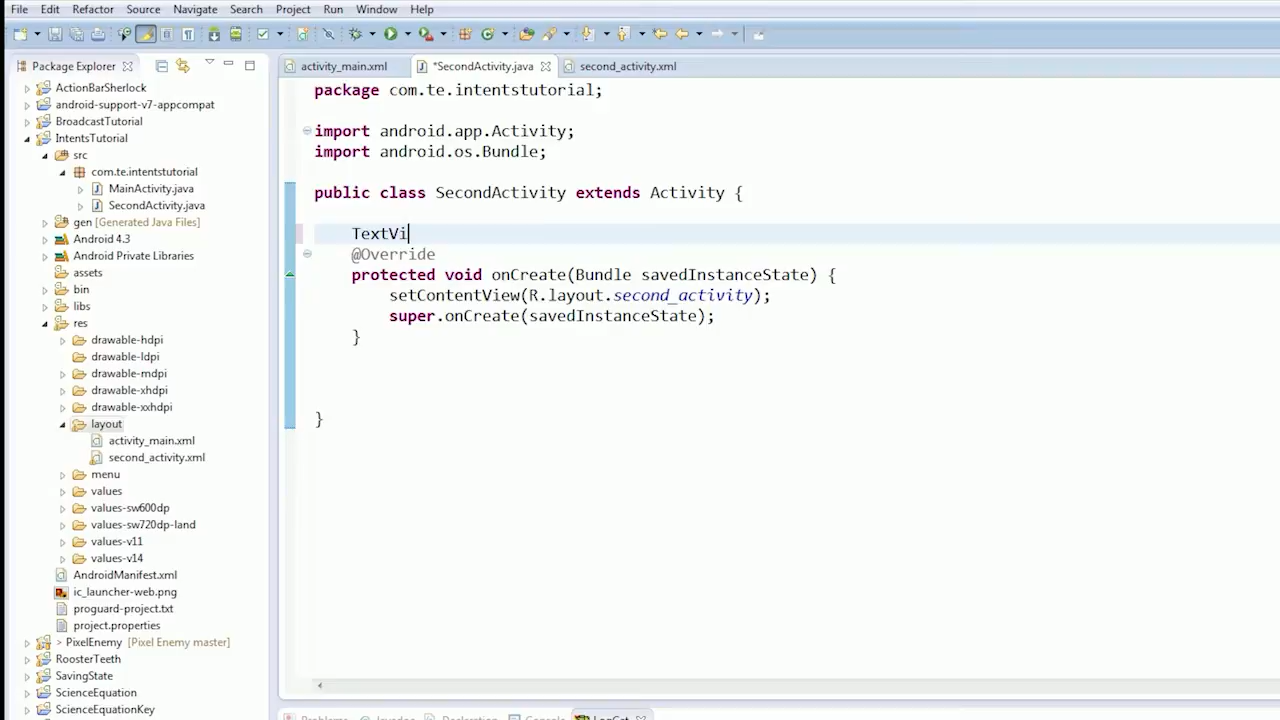 File Edit Refactor Source Navigate Search Project Run Window Help
Package Explorer
activity_main.xml *SecondActivity.java second_activity.xml
ActionBarSherlock
android-support-v7-appcompat
BroadcastTutorial
IntentsTutorial
src
com.te.intentstutorial
MainActivity.java
SecondActivity.java
gen [Generated Java Files]
Android 4.3
Android Private Libraries
assets
bin
libs
res
drawable-hdpi
drawable-ldpi
drawable-mdpi
drawable-xhdpi
drawable-xxhdpi
layout
activity_main.xml
second_activity.xml
menu
values
values-sw600dp
values-sw720dp-land
values-v11
values-v14
AndroidManifest.xml
ic_launcher-web.png
proguard-project.txt
project.properties
> PixelEnemy [Pixel Enemy master]
RoosterTeeth
SavingState
ScienceEquation
ScienceEquationKey
package com.te.intentstutorial;
import android.app.Activity;
import android.os.Bundle;
public class SecondActivity extends Activity {
TextVi
@Override
protected void onCreate(Bundle savedInstanceState) {
setContentView(R.layout.second_activity);
super.onCreate(savedInstanceState);
}
}
Problems Javadoc Declaration Console LogCat